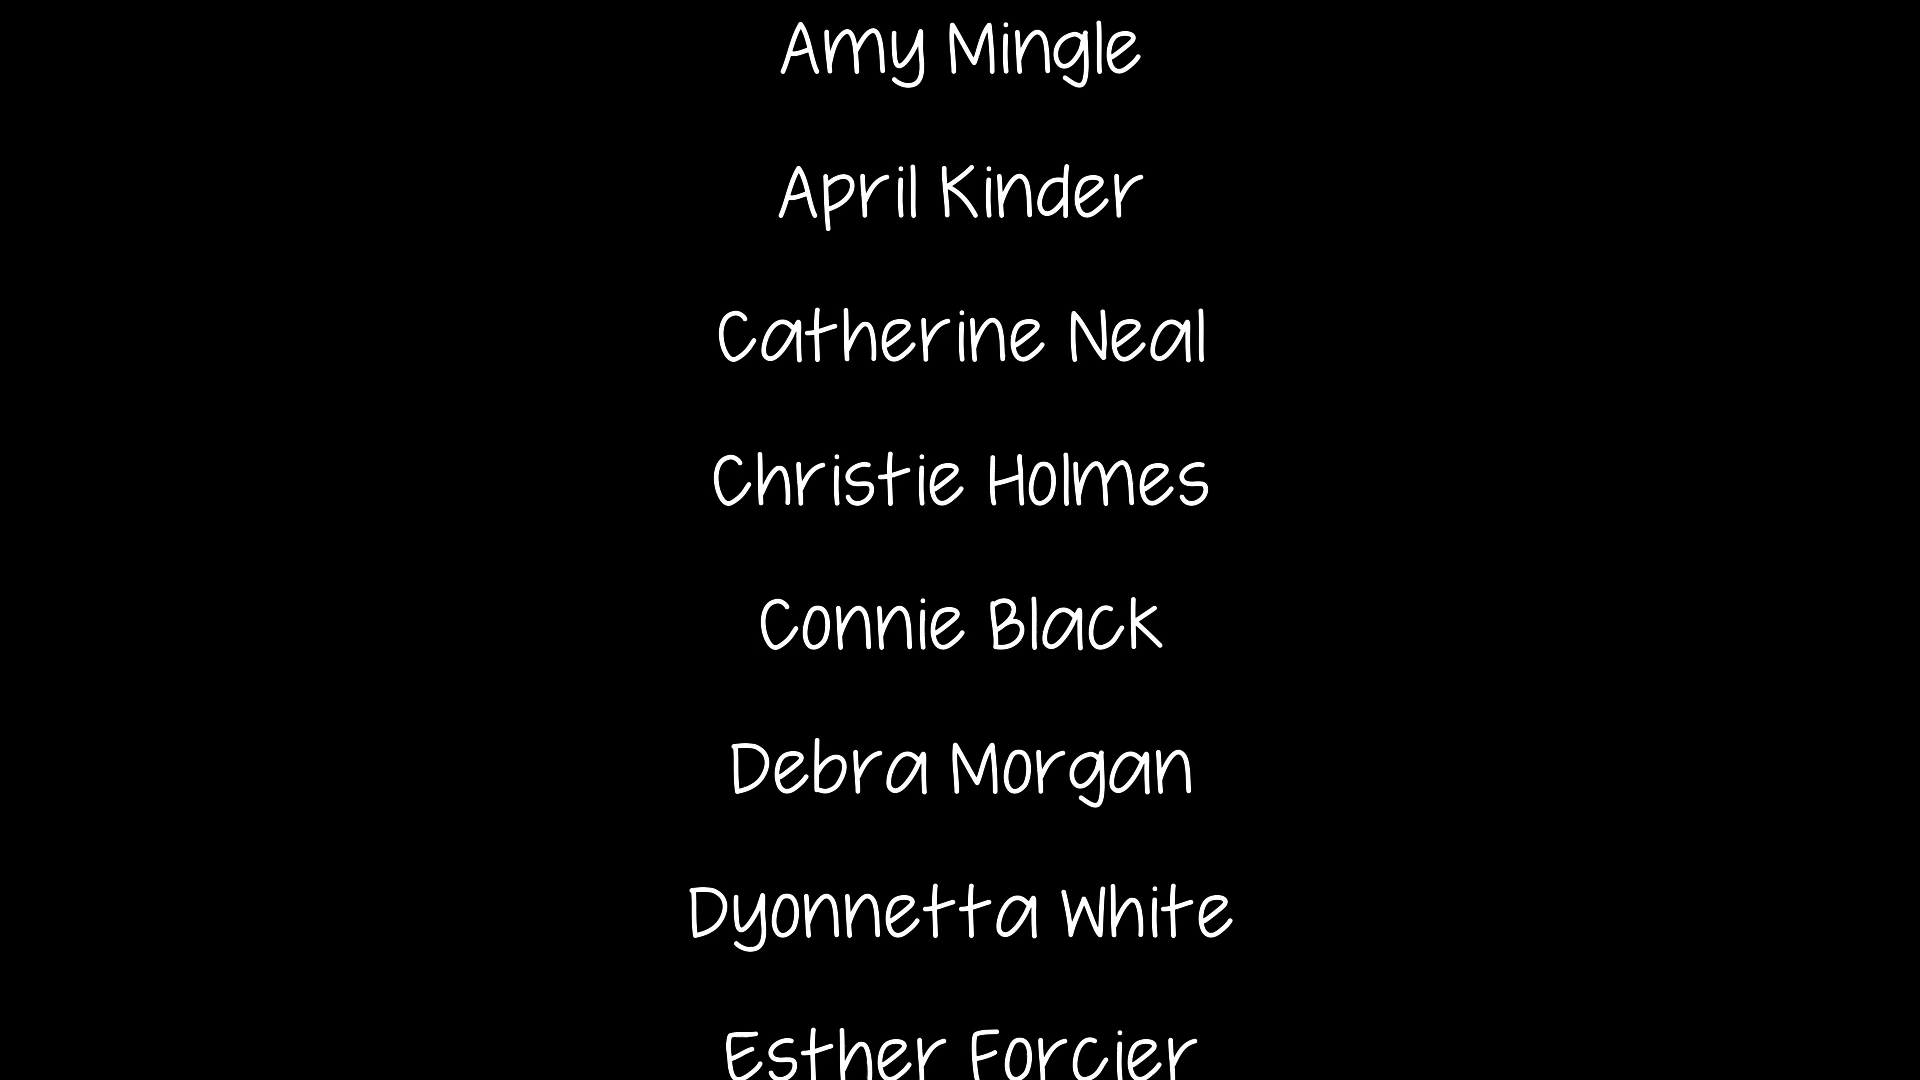 Amy Mingle
April Kinder
Catherine Neal
Christie Holmes
Connie Black
Debra Morgan
Dyonnetta White
Esther Forcier